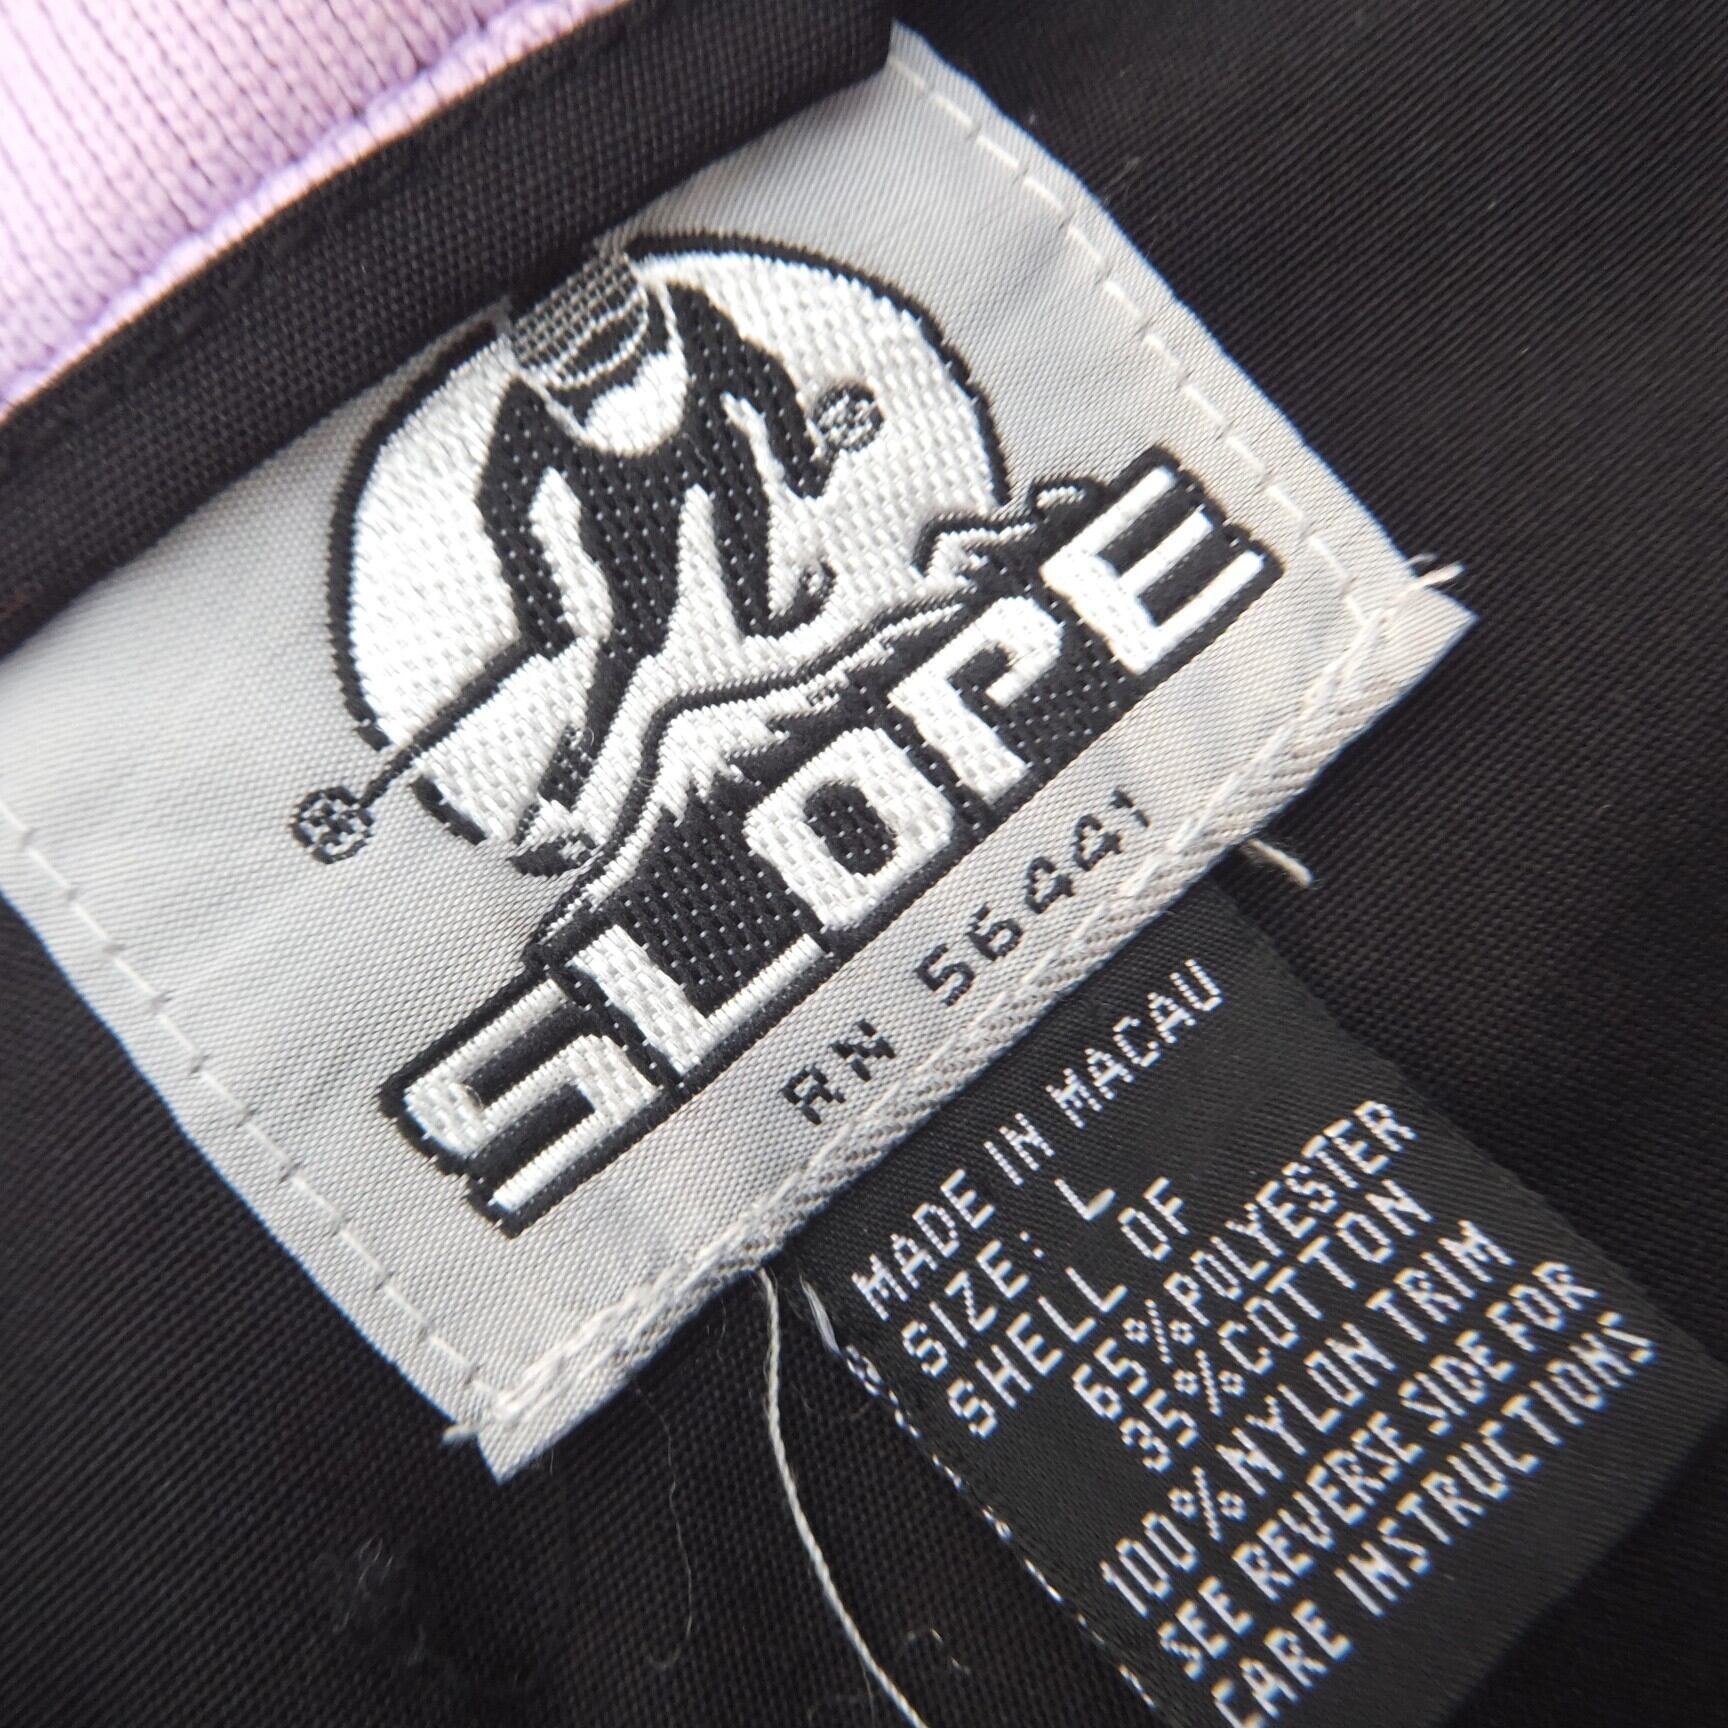 SLOPE
RN 56441
MADE IN MACAU
SIZE: L
SHELL OF
65%POLYESTER
35%COTTON
100%NYLON TRIM
SEE REVERSE SIDE FOR
CARE INSTRUCTIONS